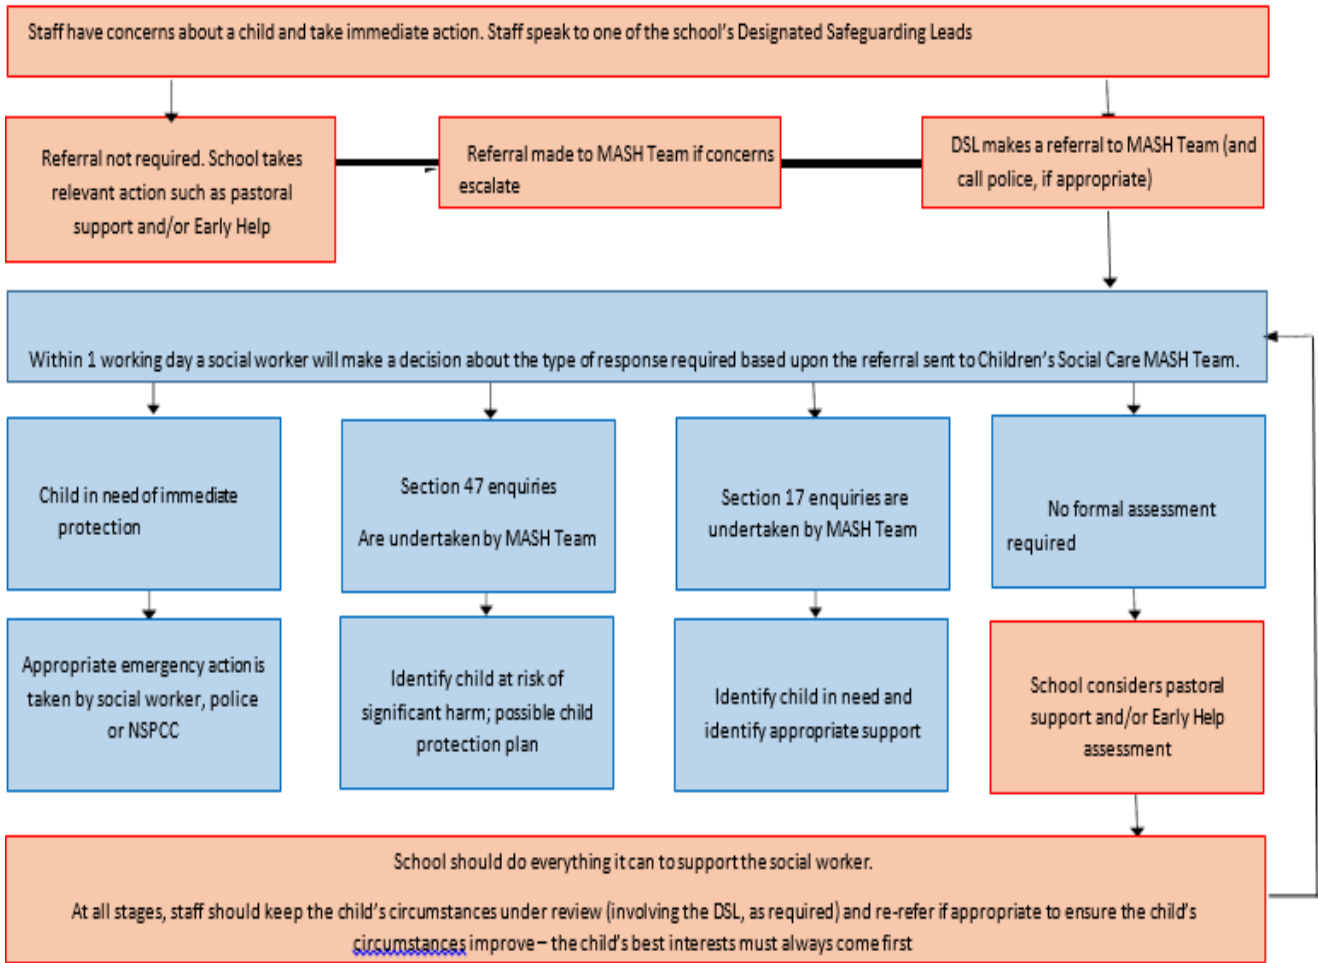 Staff have concerns about a child and take immediate action. Staff speak to one of the school's Designated Safeguarding Leads
Referral not required. School takes
relevant action such as pastoral
support and/or Early Help
Referral made to MASH Team if concerns
escalate
DSL makes a referral to MASH Team (and
call police, if appropriate)
Within 1 working day a social worker will make a decision about the type of response required based upon the referral sent to Children's Social Care MASH Team.
Child in need of immediate
protection
Section 47 enquiries
Are undertaken by MASH Team
Section 17 enquiries are
undertaken by MASH Team
No formal assessment
required
Appropriate emergency action is
taken by social worker, police
or NSPCC
Identify child at risk of
significant harm; possible child
protection plan
Identify child in need and
identify appropriate support
School considers pastoral
support and/or Early Help
assessment
School should do everything it can to support the social worker.
At all stages, staff should keep the child's circumstances under review (involving the DSL, as required) and re-refer if appropriate to ensure the child's
circumstances improve – the child's best interests must always come first